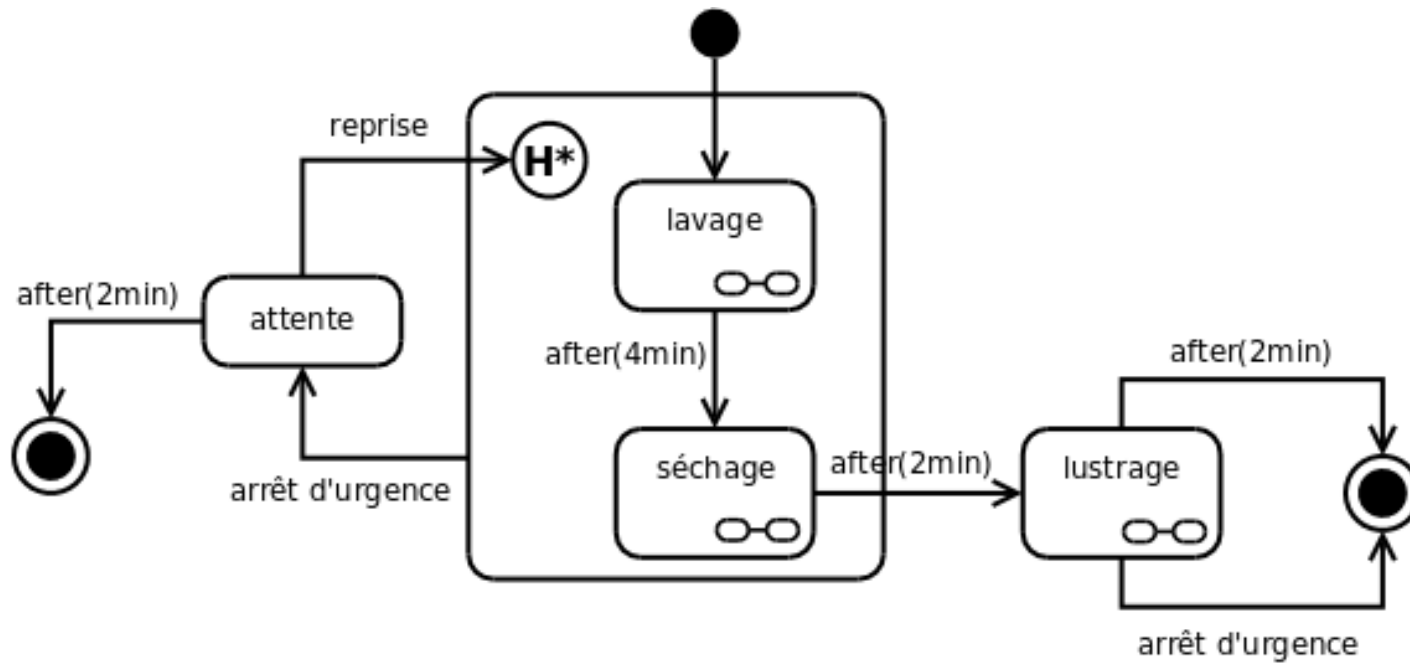 reprise
H*
lavage
after(2min)
attente
after(4min)
after(2min)
séchage
after(2min)
lustrage
arrêt d'urgence
arrêt d'urgence